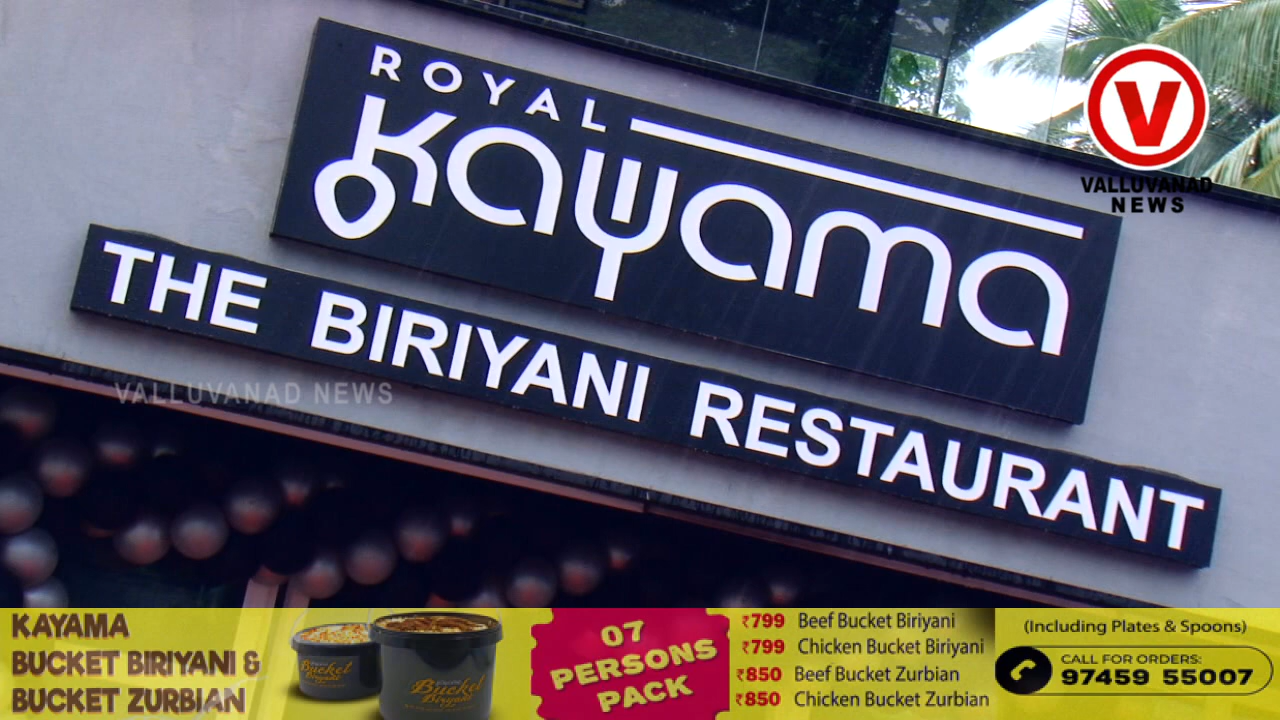 ROYAL
Kayama
THE BIRIYANI RESTAURANT
V
VALLUVANAD
NEWS
VALLUVANAD NEWS
KAYAMA
BUCKET BIRIYANI &
BUCKET ZURBIAN
Bucket
Biryani
Bucket
Biryani
07
PERSONS
PACK
₹799 Beef Bucket Biriyani
₹799 Chicken Bucket Biriyani
₹850 Beef Bucket Zurbian
₹850 Chicken Bucket Zurbian
(Including Plates & Spoons)
CALL FOR ORDERS:
97459 55007